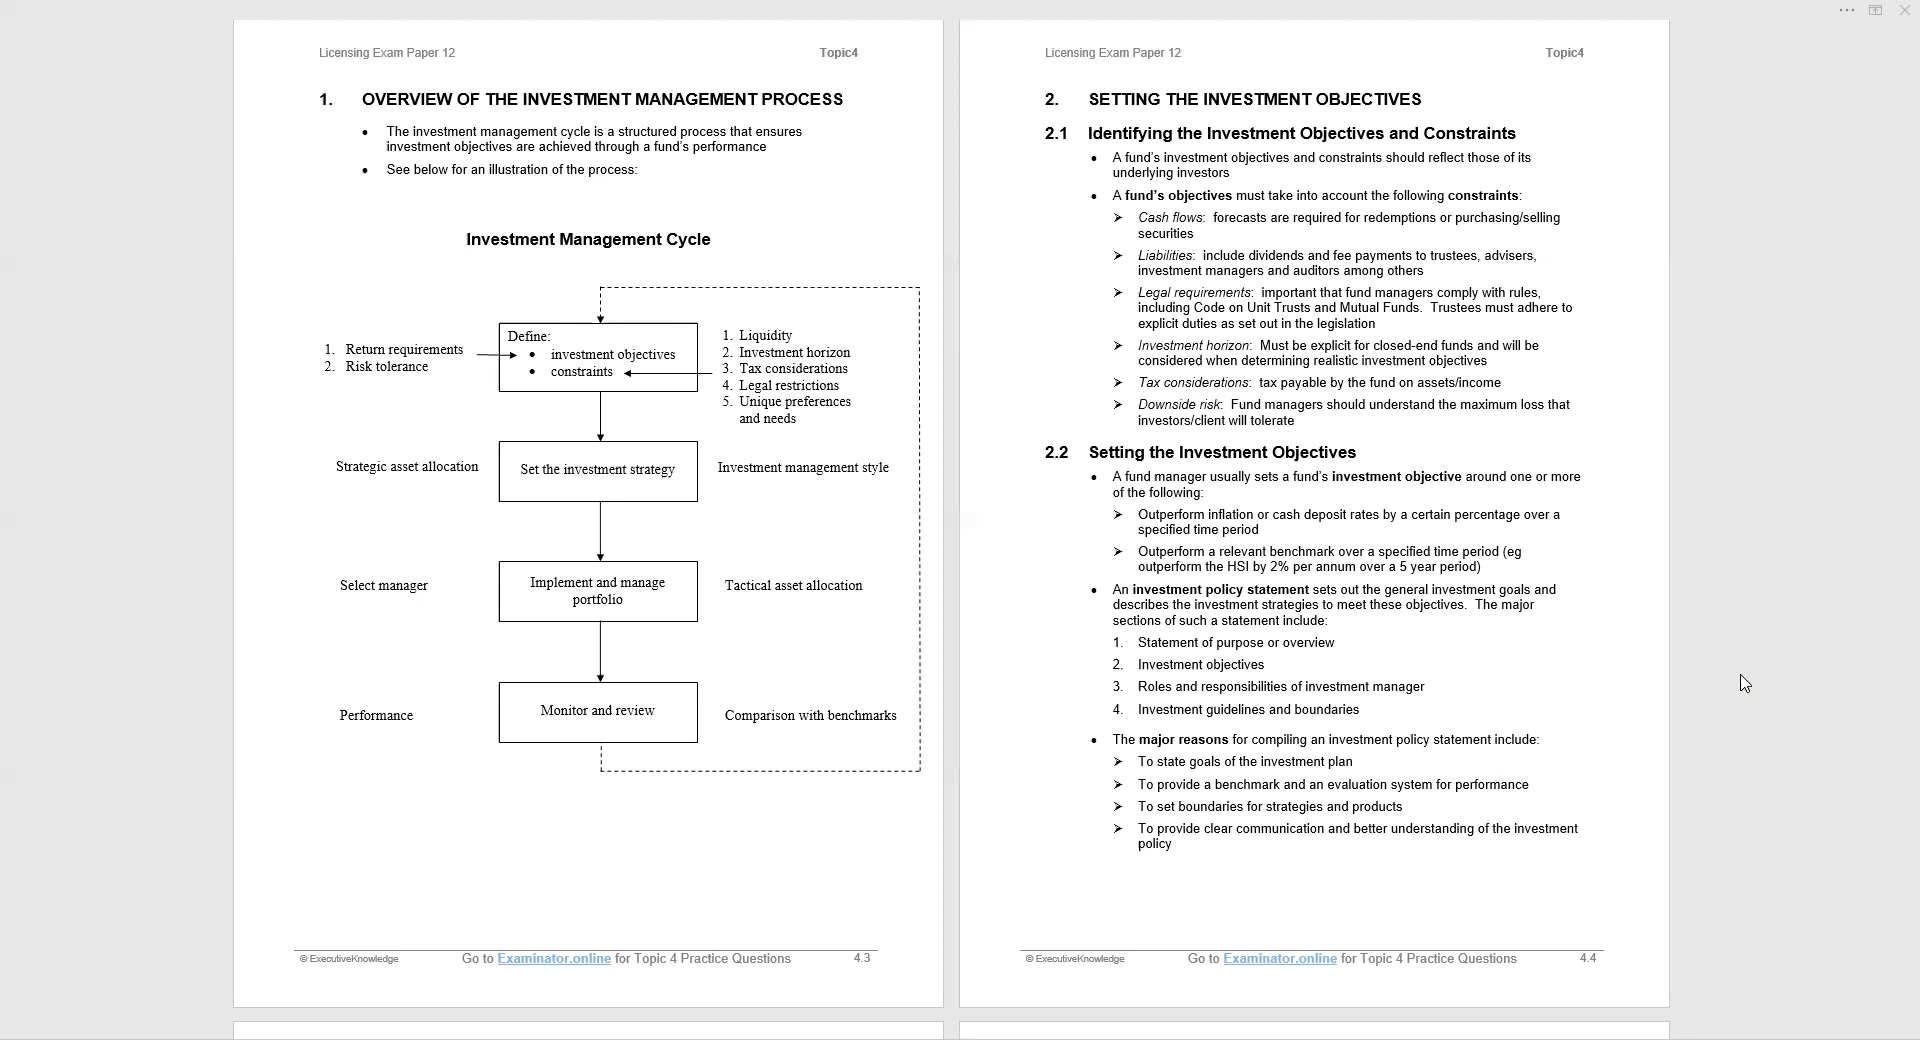 Licensing Exam Paper 12 Topic4
1. OVERVIEW OF THE INVESTMENT MANAGEMENT PROCESS
• The investment management cycle is a structured process that ensures
investment objectives are achieved through a fund's performance
• See below for an illustration of the process:
Investment Management Cycle
1. Return requirements
2. Risk tolerance
Define:
• investment objectives
• constraints
1. Liquidity
2. Investment horizon
3. Tax considerations
4. Legal restrictions
5. Unique preferences
and needs
Strategic asset allocation
Set the investment strategy
Investment management style
Select manager
Implement and manage
portfolio
Tactical asset allocation
Performance
Monitor and review
Comparison with benchmarks
© ExecutiveKnowledge Go to Examinator.online for Topic 4 Practice Questions 4.3
Licensing Exam Paper 12 Topic4
2. SETTING THE INVESTMENT OBJECTIVES
2.1 Identifying the Investment Objectives and Constraints
• A fund's investment objectives and constraints should reflect those of its
underlying investors
• A fund's objectives must take into account the following constraints:
➢ Cash flows: forecasts are required for redemptions or purchasing/selling
securities
➢ Liabilities: include dividends and fee payments to trustees, advisers,
investment managers and auditors among others
➢ Legal requirements: important that fund managers comply with rules,
including Code on Unit Trusts and Mutual Funds. Trustees must adhere to
explicit duties as set out in the legislation
➢ Investment horizon: Must be explicit for closed-end funds and will be
considered when determining realistic investment objectives
➢ Tax considerations: tax payable by the fund on assets/income
➢ Downside risk: Fund managers should understand the maximum loss that
investors/client will tolerate
2.2 Setting the Investment Objectives
• A fund manager usually sets a fund's investment objective around one or more
of the following:
➢ Outperform inflation or cash deposit rates by a certain percentage over a
specified time period
➢ Outperform a relevant benchmark over a specified time period (eg
outperform the HSI by 2% per annum over a 5 year period)
• An investment policy statement sets out the general investment goals and
describes the investment strategies to meet these objectives. The major
sections of such a statement include:
1. Statement of purpose or overview
2. Investment objectives
3. Roles and responsibilities of investment manager
4. Investment guidelines and boundaries
• The major reasons for compiling an investment policy statement include:
➢ To state goals of the investment plan
➢ To provide a benchmark and an evaluation system for performance
➢ To set boundaries for strategies and products
➢ To provide clear communication and better understanding of the investment
policy
© ExecutiveKnowledge Go to Examinator.online for Topic 4 Practice Questions 4.4